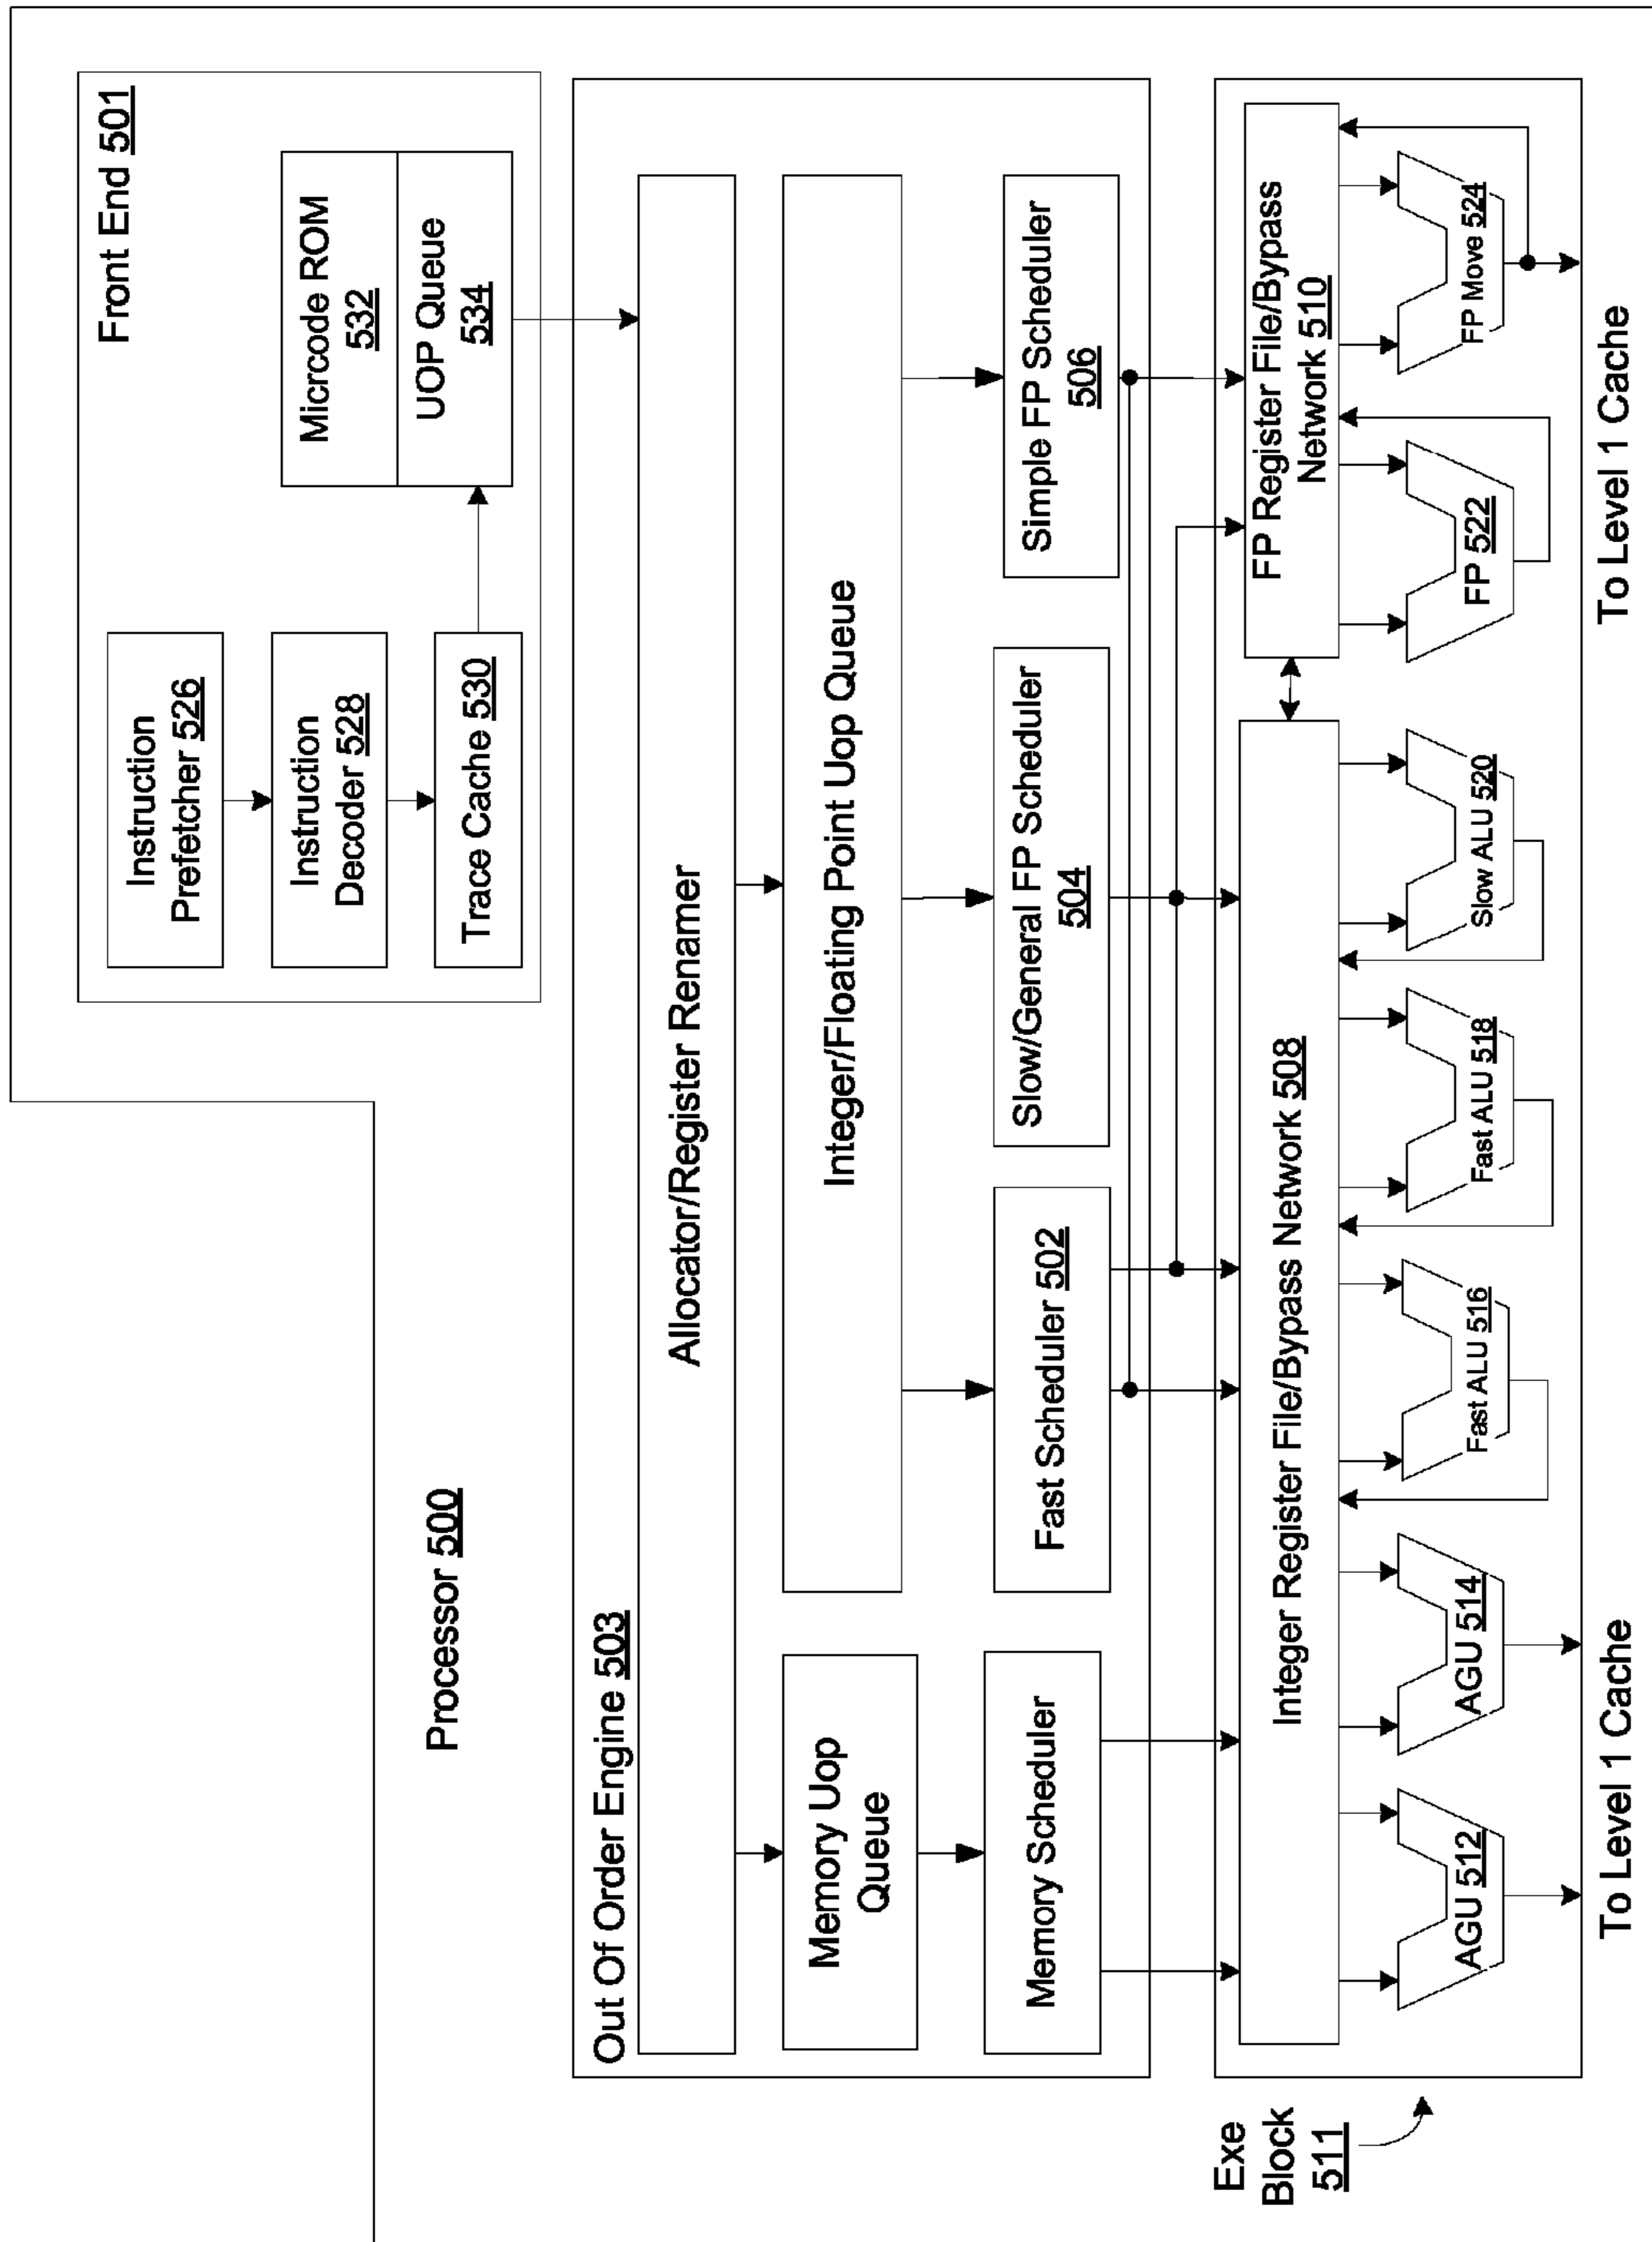 Processor 500
Front End 501
Instruction
Prefetcher 526
Instruction
Decoder 528
Trace Cache 530
Microcode ROM
532
UOP Queue
534
Out Of Order Engine 503
Allocator/Register Renamer
Memory Uop
Queue
Integer/Floating Point Uop Queue
Memory Scheduler
Fast Scheduler 502
Slow/General FP Scheduler
504
Simple FP Scheduler
506
Exe
Block
511
Integer Register File/Bypass Network 508
FP Register File/Bypass
Network 510
AGU 512
AGU 514
Fast ALU 516
Fast ALU 518
Slow ALU 520
FP 522
FP Move 524
To Level 1 Cache
To Level 1 Cache